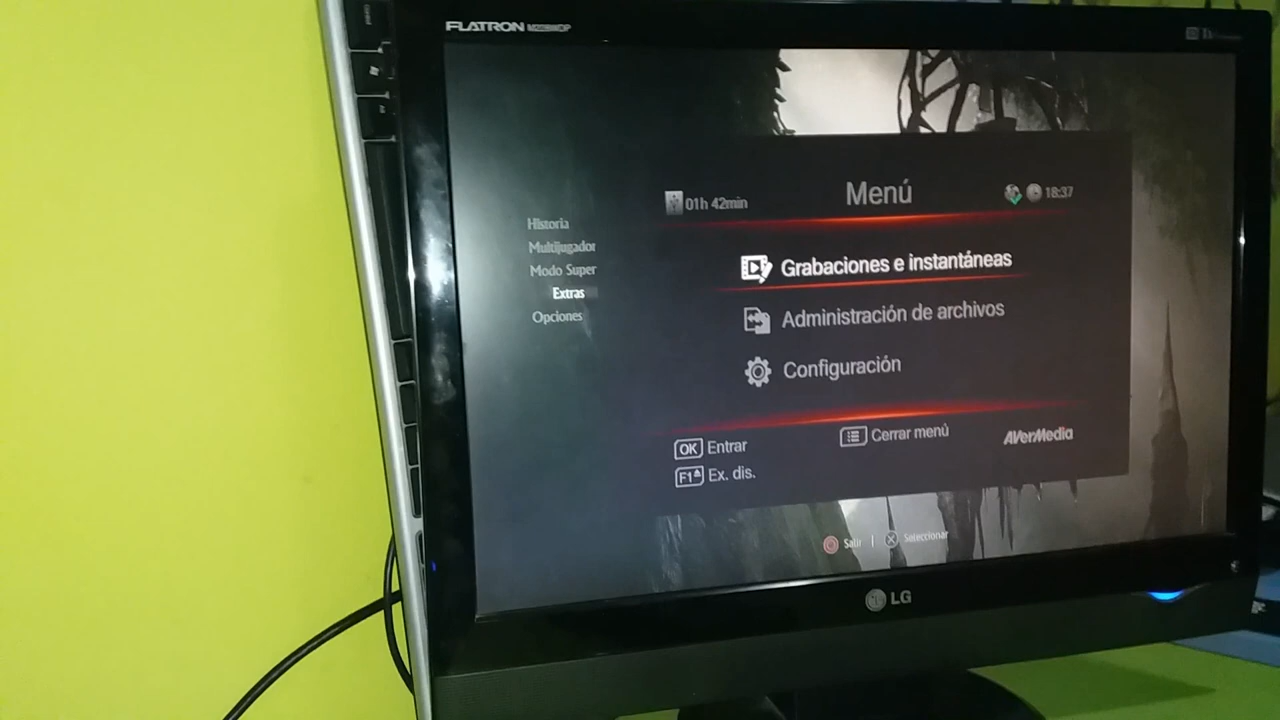 FLATRON
Menú
01h 42min
18:37
Historia
Multijugador
Modo Super
Extras
Opciones
Grabaciones e instantáneas
Administración de archivos
Configuración
OK Entrar
Cerrar menú
AVerMedia
F1 Ex. dis.
Salir | Seleccionar
LG